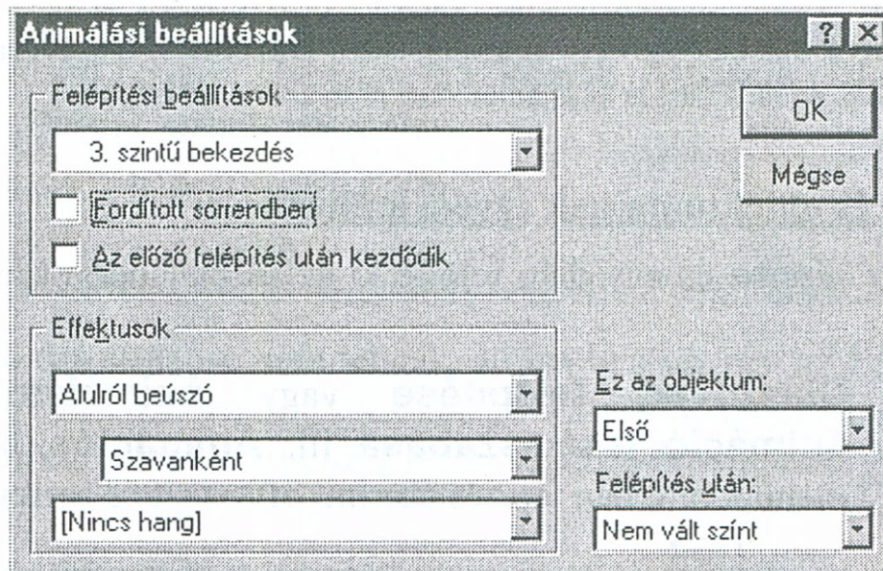 Animálási beállítások
Felépítési beállítások
3. szintű bekezdés
Fordított sorrendben
Az előző felépítés után kezdődik
OK
Mégse
Effektusok
Alulról beúszó
Szavanként
[Nincs hang]
Ez az objektum:
Első
Felépítés után:
Nem vált színt